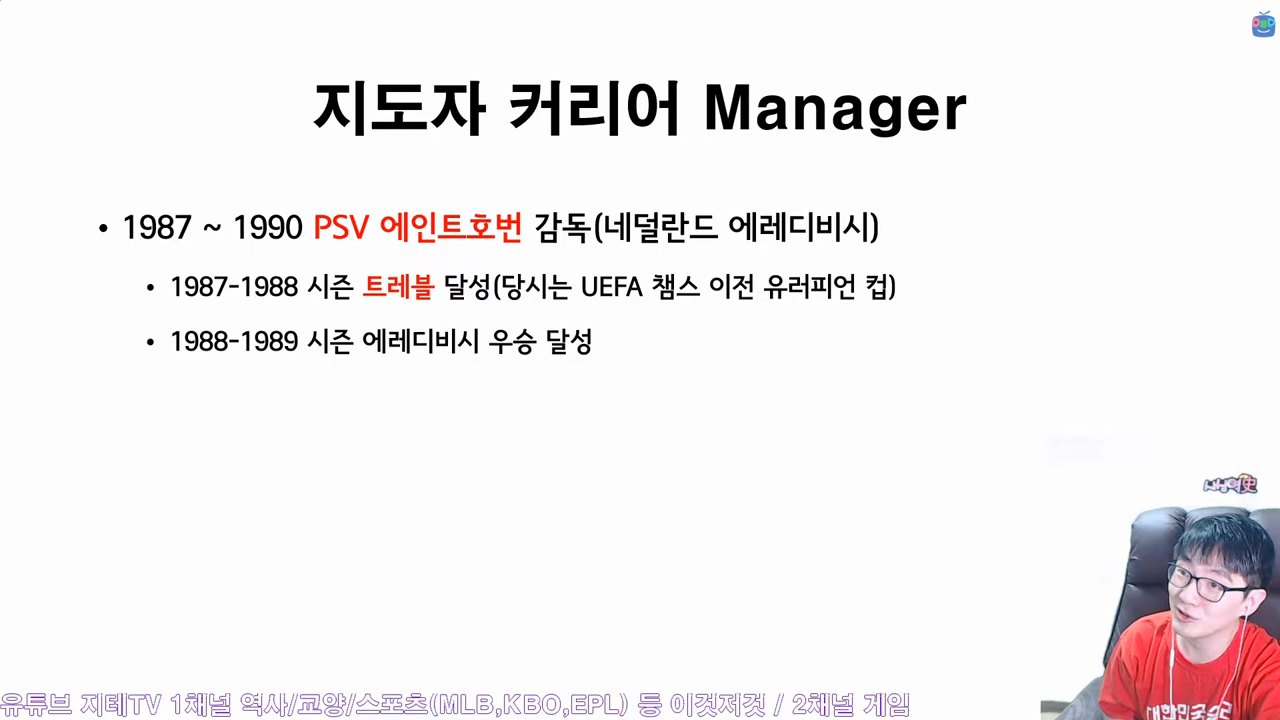 지도자 커리어 Manager
• 1987 ~ 1990 PSV 에인트호번 감독(네덜란드 에레디비시)
• 1987-1988 시즌 트레블 달성(당시는 UEFA 챔스 이전 유러피언 컵)
• 1988-1989 시즌 에레디비시 우승 달성
유튜브 지테TV 1채널 역사/교양/스포츠(MLB,KBO,EPL) 등 이것저것 / 2채널 게임